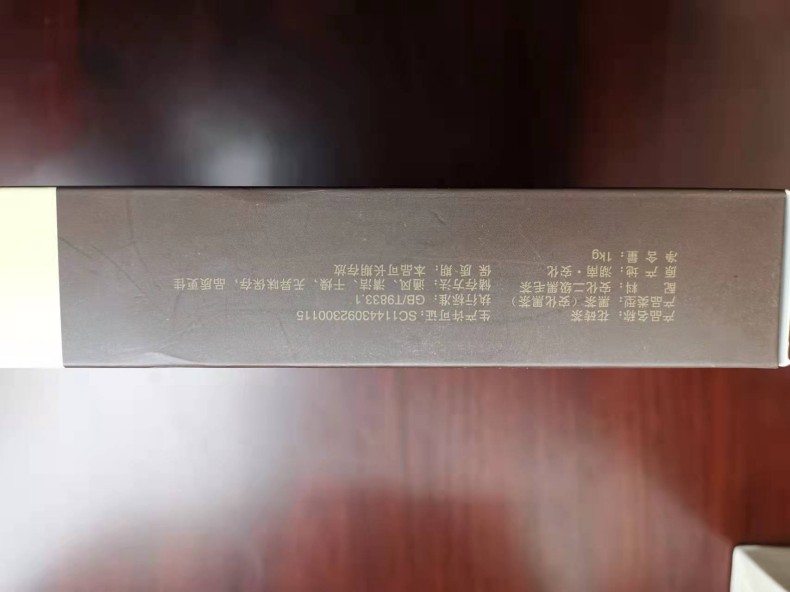 产品名称：花砖茶
产品类型：黑茶（安化黑茶）
配 料：安化二级黑毛茶
原 产 地：湖南·安化
净 含 量：1kg
生产许可证：SC11443092300115
执行标准：GB/T9833.1
储存方法：通风、清洁、干燥、无异味保存，品质更佳
保 质 期：本品可长期存放